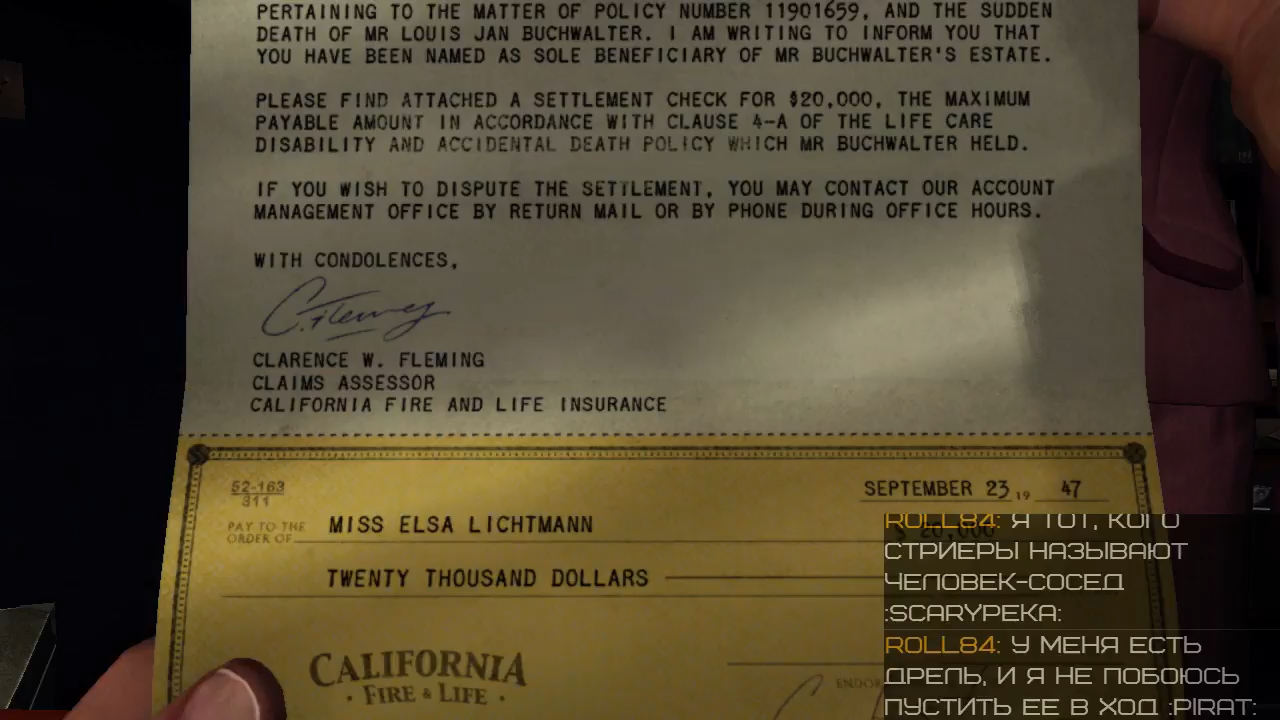 PERTAINING TO THE MATTER OF POLICY NUMBER 11901659, AND THE SUDDEN
DEATH OF MR LOUIS JAN BUCHWALTER. I AM WRITING TO INFORM YOU THAT
YOU HAVE BEEN NAMED AS SOLE BENEFICIARY OF MR BUCHWALTER'S ESTATE.
PLEASE FIND ATTACHED A SETTLEMENT CHECK FOR $20,000, THE MAXIMUM
PAYABLE AMOUNT IN ACCORDANCE WITH CLAUSE 4-A OF THE LIFE CARE
DISABILITY AND ACCIDENTAL DEATH POLICY WHICH MR BUCHWALTER HELD.
IF YOU WISH TO DISPUTE THE SETTLEMENT, YOU MAY CONTACT OUR ACCOUNT
MANAGEMENT OFFICE BY RETURN MAIL OR BY PHONE DURING OFFICE HOURS.
WITH CONDOLENCES,
C. Fleming
CLARENCE W. FLEMING
CLAIMS ASSESSOR
CALIFORNIA FIRE AND LIFE INSURANCE
52-163
311
SEPTEMBER 23, 19 47
PAY TO THE
ORDER OF MISS ELSA LICHTMANN
$ 20,000
TWENTY THOUSAND DOLLARS
CALIFORNIA
· FIRE & LIFE ·
ROLL84: Я ТОТ, КОГО
СТРИЕРЫ НАЗЫВАЮТ
ЧЕЛОВЕК-СОСЕД
:SCARYPEKA:
ROLL84: У МЕНЯ ЕСТЬ
ДРЕЛЬ, И Я НЕ ПОБОЮСЬ
ПУСТИТЬ ЕЕ В ХОД :PIRAT: